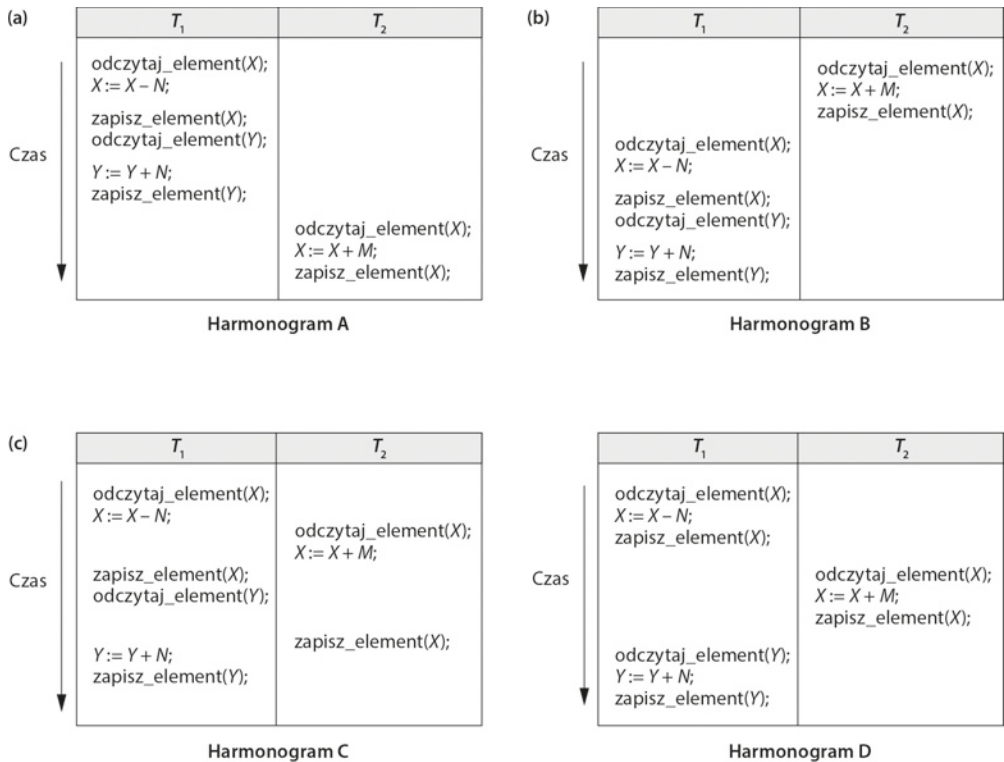 (a)
T₁
T₂
Czas
odczytaj_element(X);
X := X – N;
zapisz_element(X);
odczytaj_element(Y);
Y := Y + N;
zapisz_element(Y);
odczytaj_element(X);
X := X + M;
zapisz_element(X);
Harmonogram A
(b)
T₁
T₂
Czas
odczytaj_element(X);
X := X + M;
zapisz_element(X);
odczytaj_element(X);
X := X – N;
zapisz_element(X);
odczytaj_element(Y);
Y := Y + N;
zapisz_element(Y);
Harmonogram B
(c)
T₁
T₂
Czas
odczytaj_element(X);
X := X – N;
odczytaj_element(X);
X := X + M;
zapisz_element(X);
odczytaj_element(Y);
zapisz_element(X);
Y := Y + N;
zapisz_element(Y);
Harmonogram C
T₁
T₂
Czas
odczytaj_element(X);
X := X – N;
zapisz_element(X);
odczytaj_element(X);
X := X + M;
zapisz_element(X);
odczytaj_element(Y);
Y := Y + N;
zapisz_element(Y);
Harmonogram D